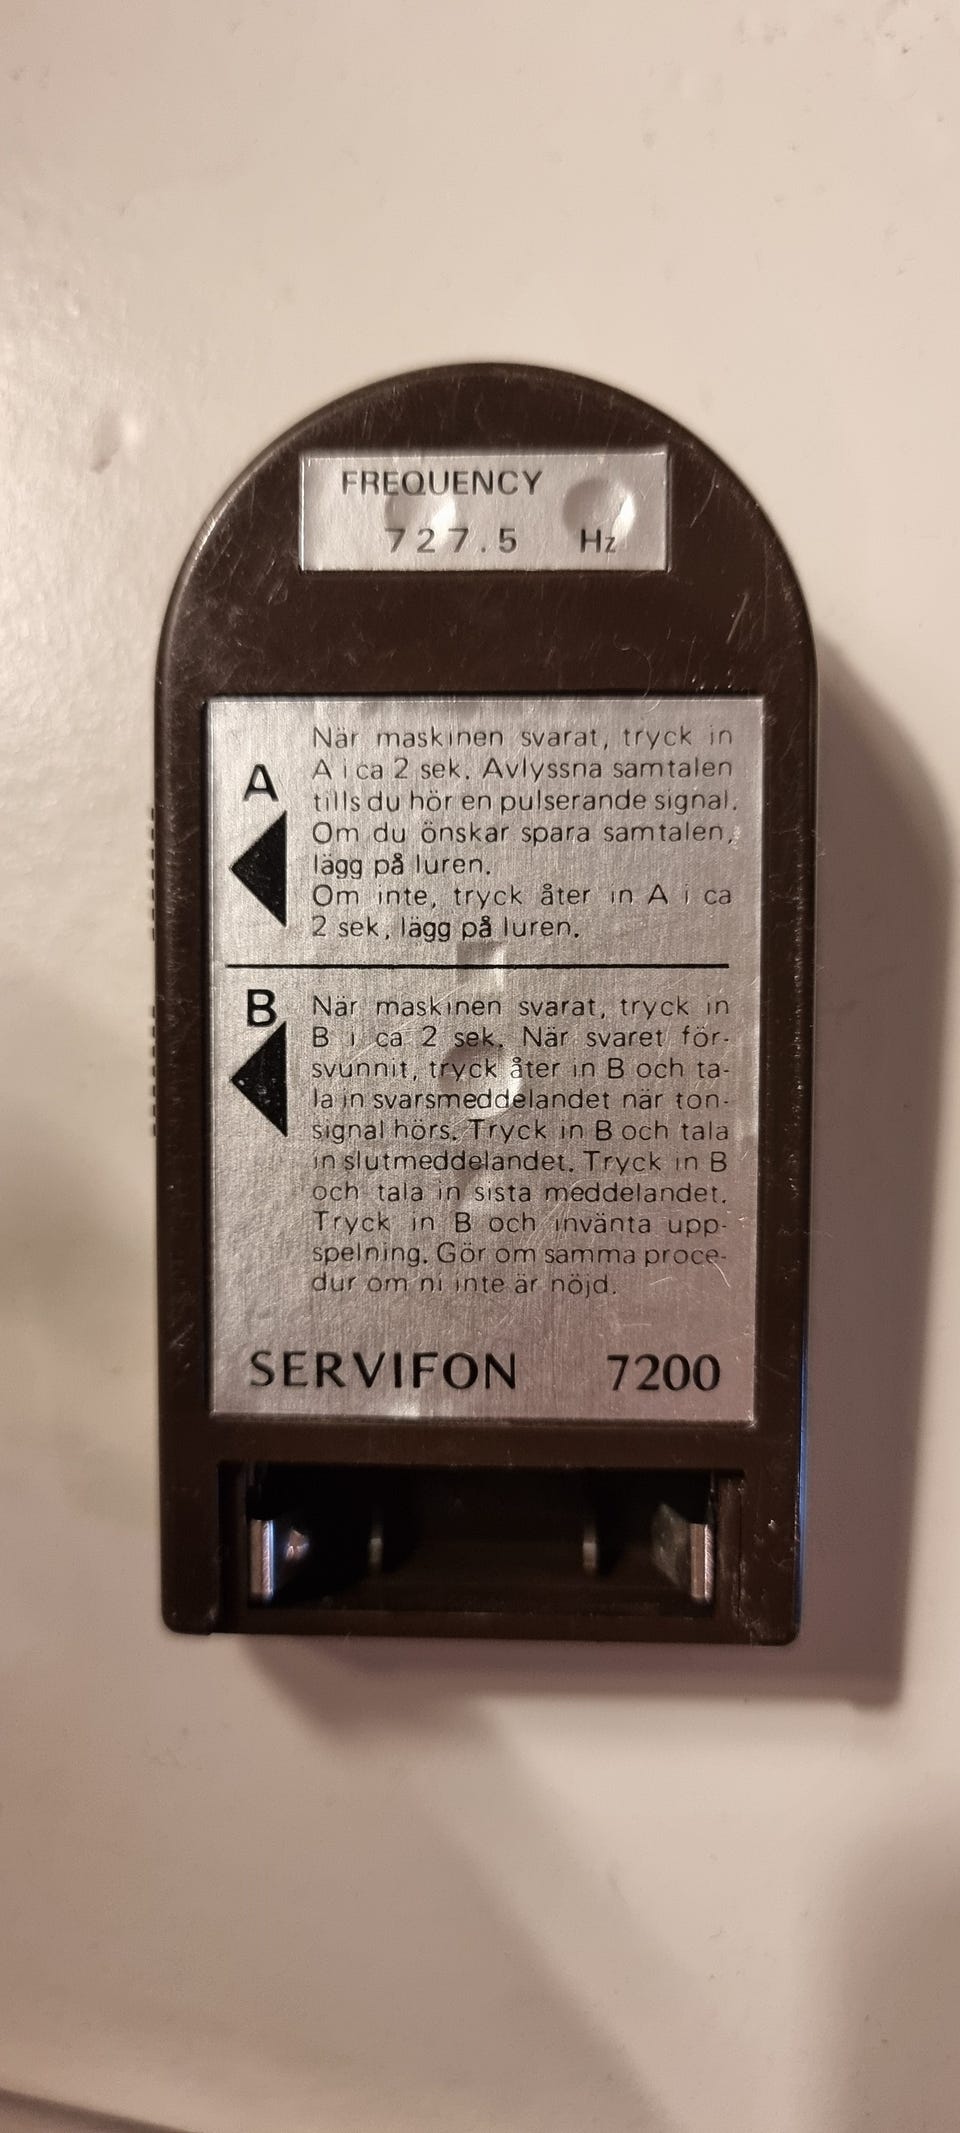 FREQUENCY
727.5 Hz
A
När maskinen svarat, tryck in
A i ca 2 sek. Avlyssna samtalen
tills du hör en pulserande signal.
Om du önskar spara samtalen,
lägg på luren.
Om inte, tryck åter in A i ca
2 sek, lägg på luren.
B
När maskinen svarat, tryck in
B i ca 2 sek. När svaret för-
svunnit, tryck åter in B och ta-
la in svarsmeddelandet när ton-
signal hörs. Tryck in B och tala
in slutmeddelandet. Tryck in B
och tala in sista meddelandet.
Tryck in B och invänta upp-
spelning. Gör om samma proce-
dur om ni inte är nöjd.
SERVIFON 7200